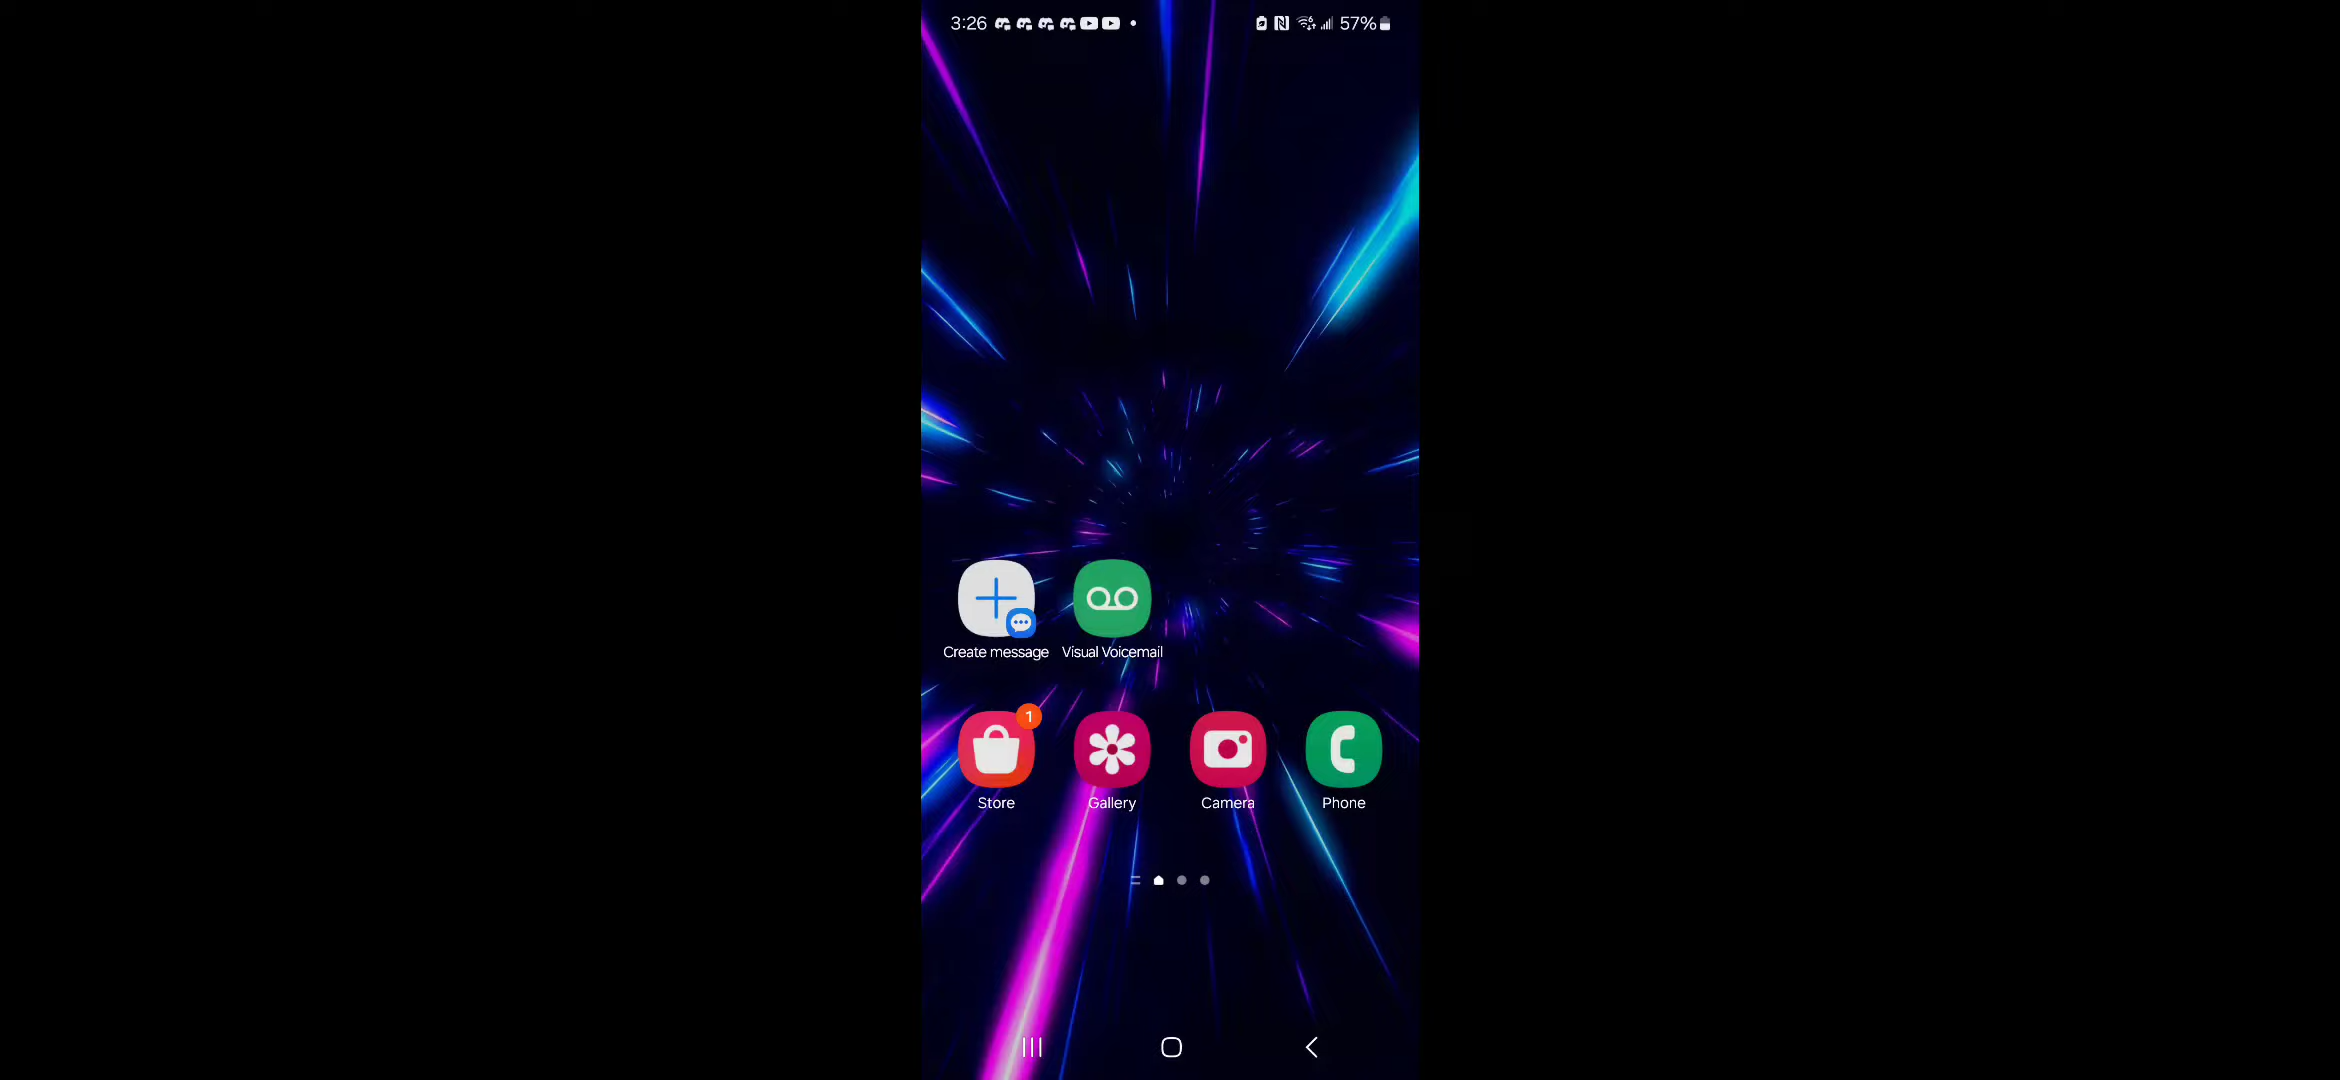 3:26 57%
Create message Visual Voicemail
1
Store Gallery Camera Phone